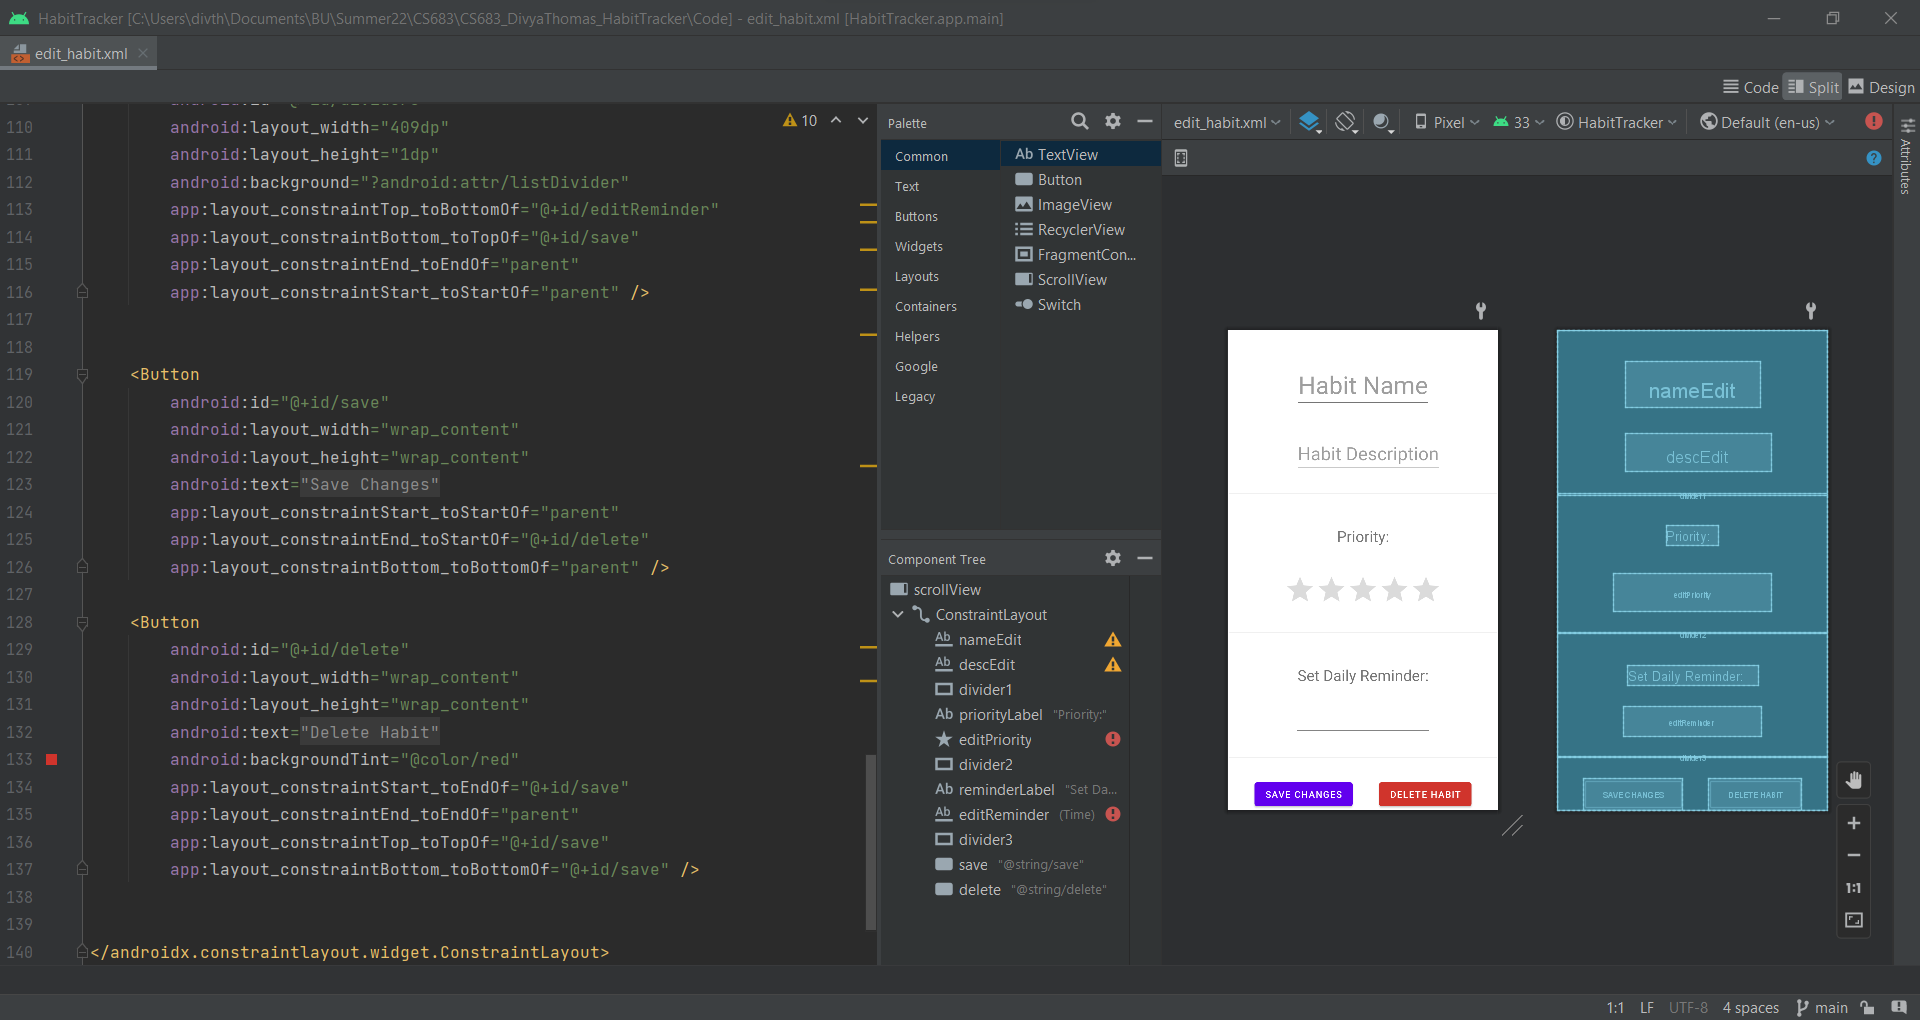 HabitTracker [C:\Users\divth\Documents\BU\Summer22\CS683\CS683_DivyaThomas_HabitTracker\Code] - edit_habit.xml [HabitTracker.app.main]
edit_habit.xml
Code Split Design
110 android:layout_width="409dp"
111 android:layout_height="1dp"
112 android:background="?android:attr/listDivider"
113 app:layout_constraintTop_toBottomOf="@+id/editReminder"
114 app:layout_constraintBottom_toTopOf="@+id/save"
115 app:layout_constraintEnd_toEndOf="parent"
116 app:layout_constraintStart_toStartOf="parent" />
117
118
119 <Button
120 android:id="@+id/save"
121 android:layout_width="wrap_content"
122 android:layout_height="wrap_content"
123 android:text="Save Changes"
124 app:layout_constraintStart_toStartOf="parent"
125 app:layout_constraintEnd_toStartOf="@+id/delete"
126 app:layout_constraintBottom_toBottomOf="parent" />
127
128 <Button
129 android:id="@+id/delete"
130 android:layout_width="wrap_content"
131 android:layout_height="wrap_content"
132 android:text="Delete Habit"
133 android:backgroundTint="@color/red"
134 app:layout_constraintStart_toEndOf="@+id/save"
135 app:layout_constraintEnd_toEndOf="parent"
136 app:layout_constraintTop_toTopOf="@+id/save"
137 app:layout_constraintBottom_toBottomOf="@+id/save" />
138
139
140 </androidx.constraintlayout.widget.ConstraintLayout>
10
Palette
Common
Text
Buttons
Widgets
Layouts
Containers
Helpers
Google
Legacy
Ab TextView
Button
ImageView
RecyclerView
FragmentCon...
ScrollView
Switch
Component Tree
scrollView
ConstraintLayout
Ab nameEdit
Ab descEdit
divider1
Ab priorityLabel "Priority:"
editPriority
divider2
Ab reminderLabel "Set Da...
Ab editReminder (Time)
divider3
save "@string/save"
delete "@string/delete"
edit_habit.xml Pixel 33 HabitTracker Default (en-us)
Attributes
Habit Name
Habit Description
Priority:
Set Daily Reminder:
SAVE CHANGES DELETE HABIT
nameEdit
descEdit
divider1
Priority:
editPriority
divider2
Set Daily Reminder:
editReminder
divider3
SAVE CHANGES DELETE HABIT
1:1
1:1 LF UTF-8 4 spaces main